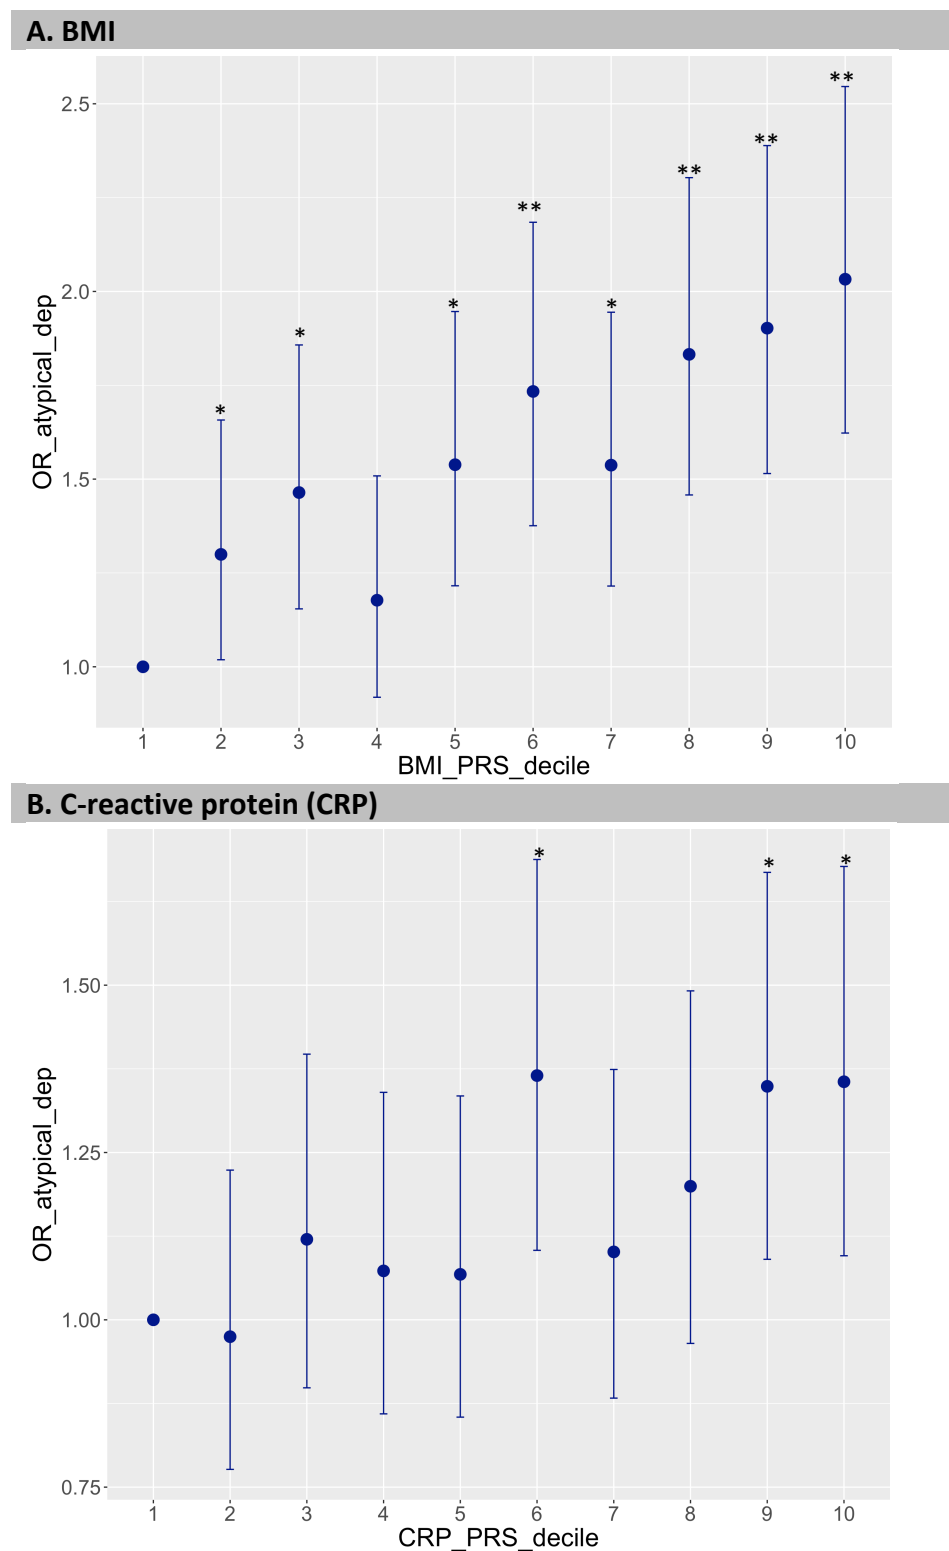 A. BMI
**
2.5
**
**
**
2.0
*
*
*
*
1.5
1.0
OR_atypical_dep
1 2 3 4 5 6 7 8 9 10
BMI_PRS_decile
B. C-reactive protein (CRP)
*
*
*
1.50
1.25
1.00
0.75
OR_atypical_dep
1 2 3 4 5 6 7 8 9 10
CRP_PRS_decile